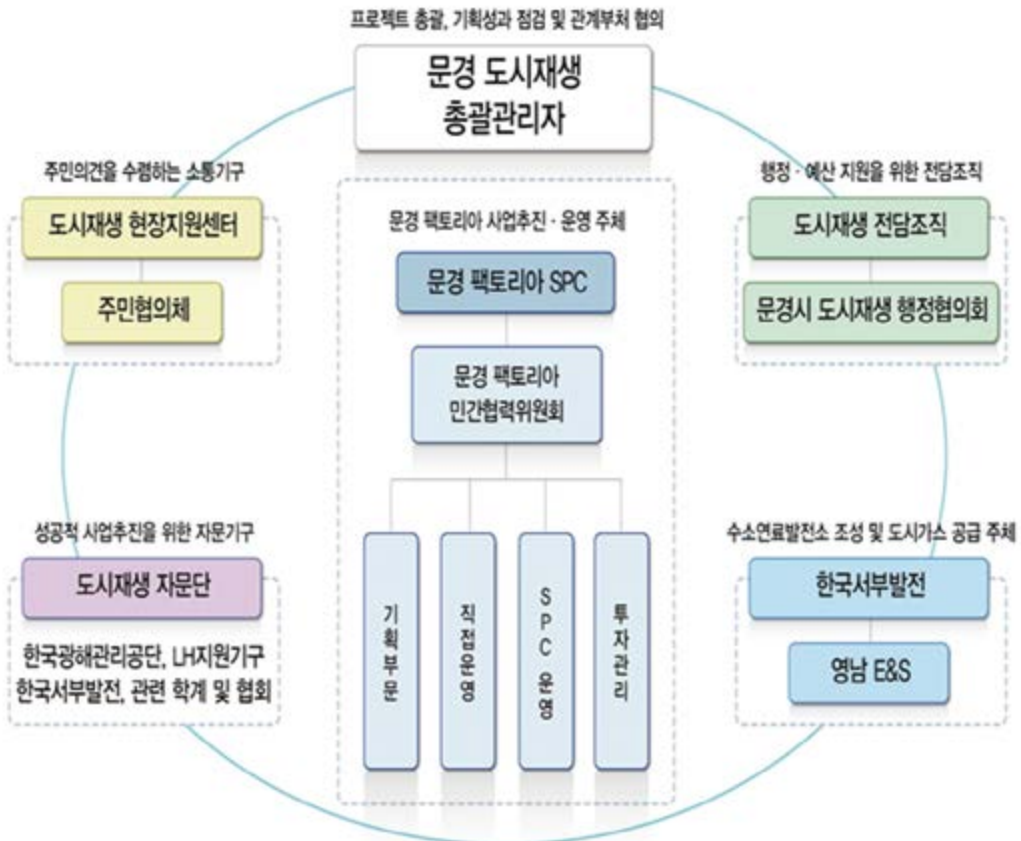 프로젝트 총괄, 기획성과 점검 및 관계부처 협의
문경 도시재생
총괄관리자
주민의견을 수렴하는 소통기구
도시재생 현장지원센터
주민협의체
문경 팩토리아 사업추진 · 운영 주체
문경 팩토리아 SPC
문경 팩토리아
민간협력위원회
기획부문
직접운영
SPC 운영
투자관리
행정 · 예산 지원을 위한 전담조직
도시재생 전담조직
문경시 도시재생 행정협의회
성공적 사업추진을 위한 자문기구
도시재생 자문단
한국광해관리공단, LH지원기구
한국서부발전, 관련 학계 및 협회
수소연료발전소 조성 및 도시가스 공급 주체
한국서부발전
영남 E&S